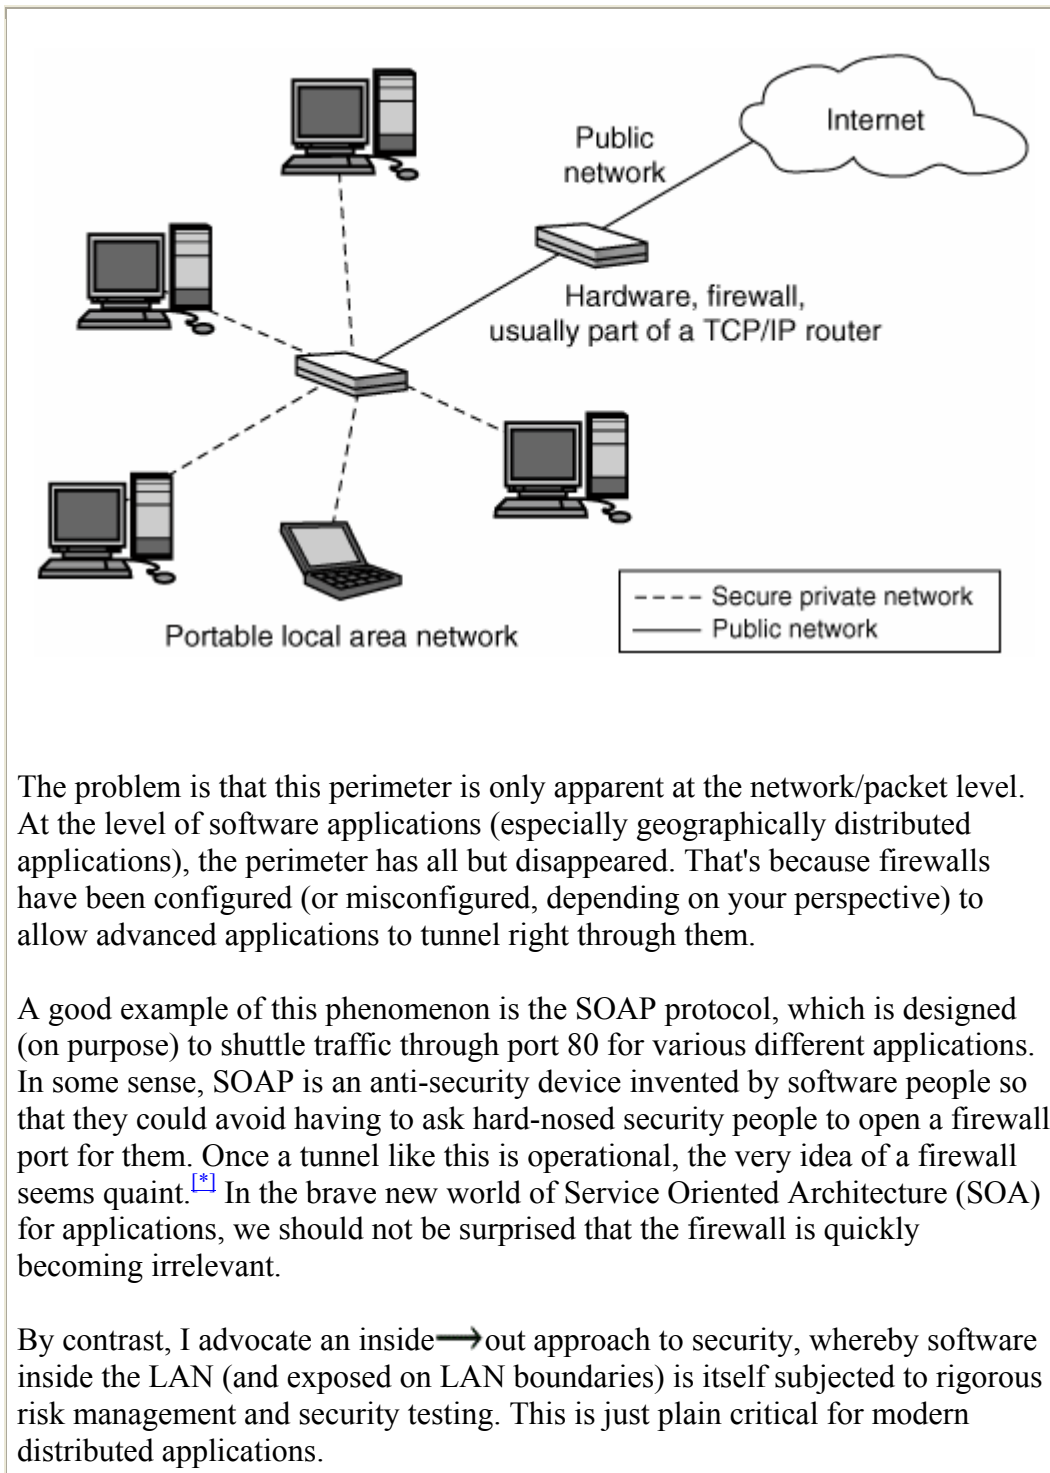 Internet
Public
network
Hardware, firewall,
usually part of a TCP/IP router
Portable local area network
Secure private network
Public network
The problem is that this perimeter is only apparent at the network/packet level.
At the level of software applications (especially geographically distributed
applications), the perimeter has all but disappeared. That's because firewalls
have been configured (or misconfigured, depending on your perspective) to
allow advanced applications to tunnel right through them.
A good example of this phenomenon is the SOAP protocol, which is designed
(on purpose) to shuttle traffic through port 80 for various different applications.
In some sense, SOAP is an anti-security device invented by software people so
that they could avoid having to ask hard-nosed security people to open a firewall
port for them. Once a tunnel like this is operational, the very idea of a firewall
seems quaint.[*] In the brave new world of Service Oriented Architecture (SOA)
for applications, we should not be surprised that the firewall is quickly
becoming irrelevant.
By contrast, I advocate an inside→out approach to security, whereby software
inside the LAN (and exposed on LAN boundaries) is itself subjected to rigorous
risk management and security testing. This is just plain critical for modern
distributed applications.